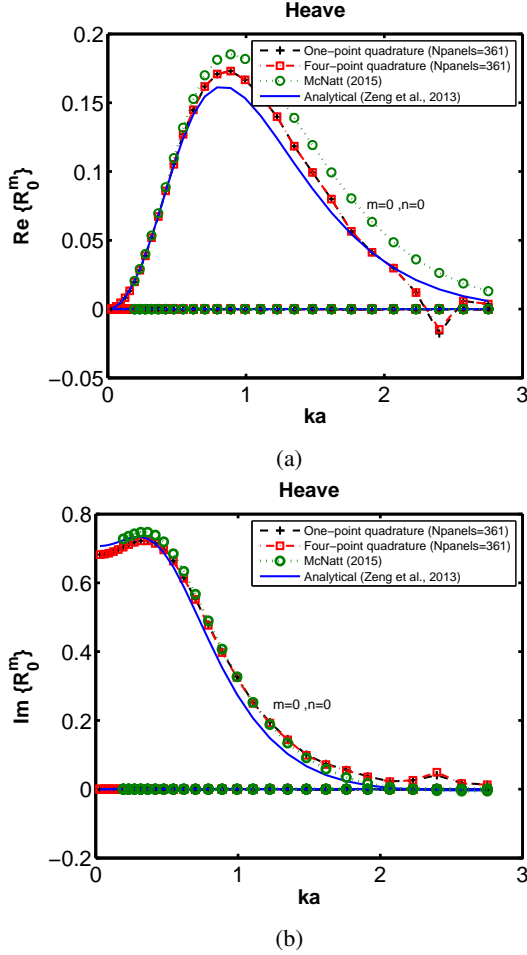 Heave
Re {R₀ᵐ}
0.2
0.15
0.1
0.05
0
−0.05
One-point quadrature (Npanels=361)
Four-point quadrature (Npanels=361)
McNatt (2015)
Analytical (Zeng et al., 2013)
m=0 ,n=0
0
1
2
3
ka
(a)
Heave
Im {R₀ᵐ}
0.8
0.6
0.4
0.2
0
−0.2
One-point quadrature (Npanels=361)
Four-point quadrature (Npanels=361)
McNatt (2015)
Analytical (Zeng et al., 2013)
m=0 ,n=0
0
1
2
3
ka
(b)